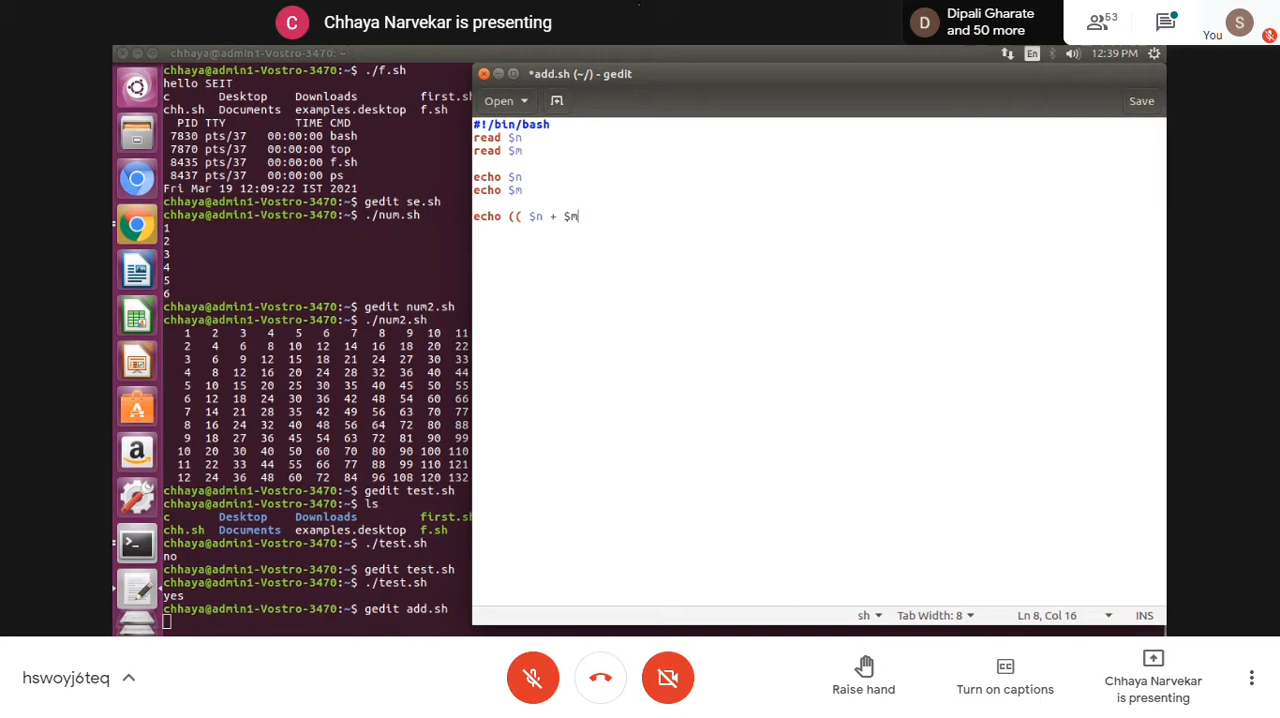 C Chhaya Narvekar is presenting
D Dipali Gharate
and 50 more
53
You S
chhaya@admin1-Vostro-3470: ~
En 12:39 PM
chhaya@admin1-Vostro-3470:~$ ./f.sh
hello SEIT
c Desktop Downloads first.sh
chh.sh Documents examples.desktop f.sh
PID TTY TIME CMD
7830 pts/37 00:00:00 bash
7870 pts/37 00:00:00 top
8435 pts/37 00:00:00 f.sh
8437 pts/37 00:00:00 ps
Fri Mar 19 12:09:22 IST 2021
chhaya@admin1-Vostro-3470:~$ gedit se.sh
chhaya@admin1-Vostro-3470:~$ ./num.sh
1
2
3
4
5
6
chhaya@admin1-Vostro-3470:~$ gedit num2.sh
chhaya@admin1-Vostro-3470:~$ ./num2.sh
1 2 3 4 5 6 7 8 9 10 11
2 4 6 8 10 12 14 16 18 20 22
3 6 9 12 15 18 21 24 27 30 33
4 8 12 16 20 24 28 32 36 40 44
5 10 15 20 25 30 35 40 45 50 55
6 12 18 24 30 36 42 48 54 60 66
7 14 21 28 35 42 49 56 63 70 77
8 16 24 32 40 48 56 64 72 80 88
9 18 27 36 45 54 63 72 81 90 99
10 20 30 40 50 60 70 80 90 100 110
11 22 33 44 55 66 77 88 99 110 121
12 24 36 48 60 72 84 96 108 120 132
chhaya@admin1-Vostro-3470:~$ gedit test.sh
chhaya@admin1-Vostro-3470:~$ ls
c Desktop Downloads first.sh
chh.sh Documents examples.desktop f.sh
chhaya@admin1-Vostro-3470:~$ ./test.sh
no
chhaya@admin1-Vostro-3470:~$ gedit test.sh
chhaya@admin1-Vostro-3470:~$ ./test.sh
yes
chhaya@admin1-Vostro-3470:~$ gedit add.sh
*add.sh (~/) - gedit
Open Save
#!/bin/bash
read $n
read $m
echo $n
echo $m
echo (( $n + $m
sh Tab Width: 8 Ln 8, Col 16 INS
hswoyj6teq
Raise hand
Turn on captions
Chhaya Narvekar
is presenting